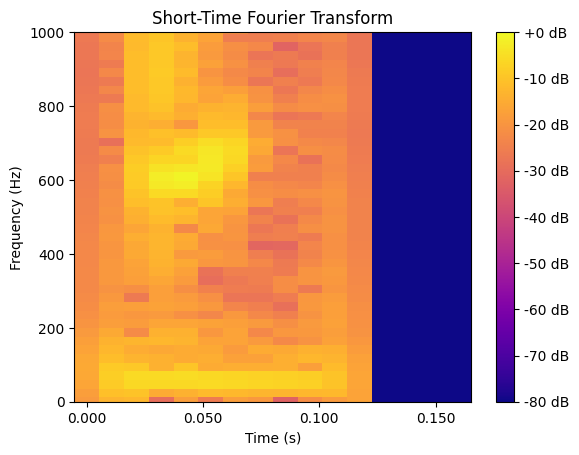 Short-Time Fourier Transform
1000
800
600
400
200
0
Frequency (Hz)
0.000
0.050
0.100
0.150
Time (s)
+0 dB
-10 dB
-20 dB
-30 dB
-40 dB
-50 dB
-60 dB
-70 dB
-80 dB